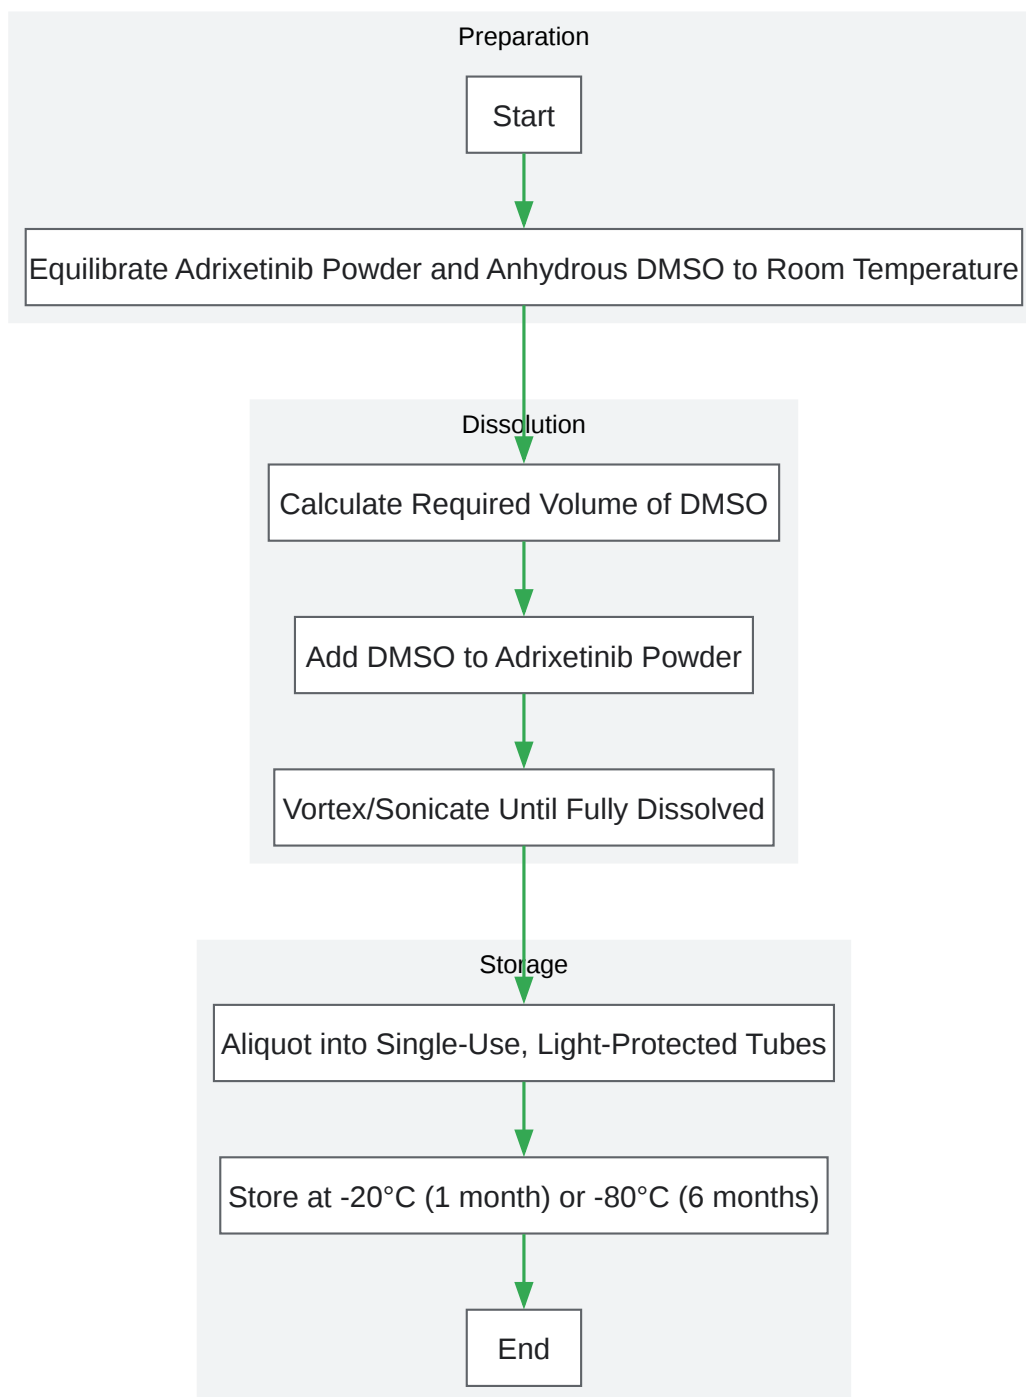 Preparation
Start
Equilibrate Adrixetinib Powder and Anhydrous DMSO to Room Temperature
Dissolution
Calculate Required Volume of DMSO
Add DMSO to Adrixetinib Powder
Vortex/Sonicate Until Fully Dissolved
Storage
Aliquot into Single-Use, Light-Protected Tubes
Store at -20°C (1 month) or -80°C (6 months)
End